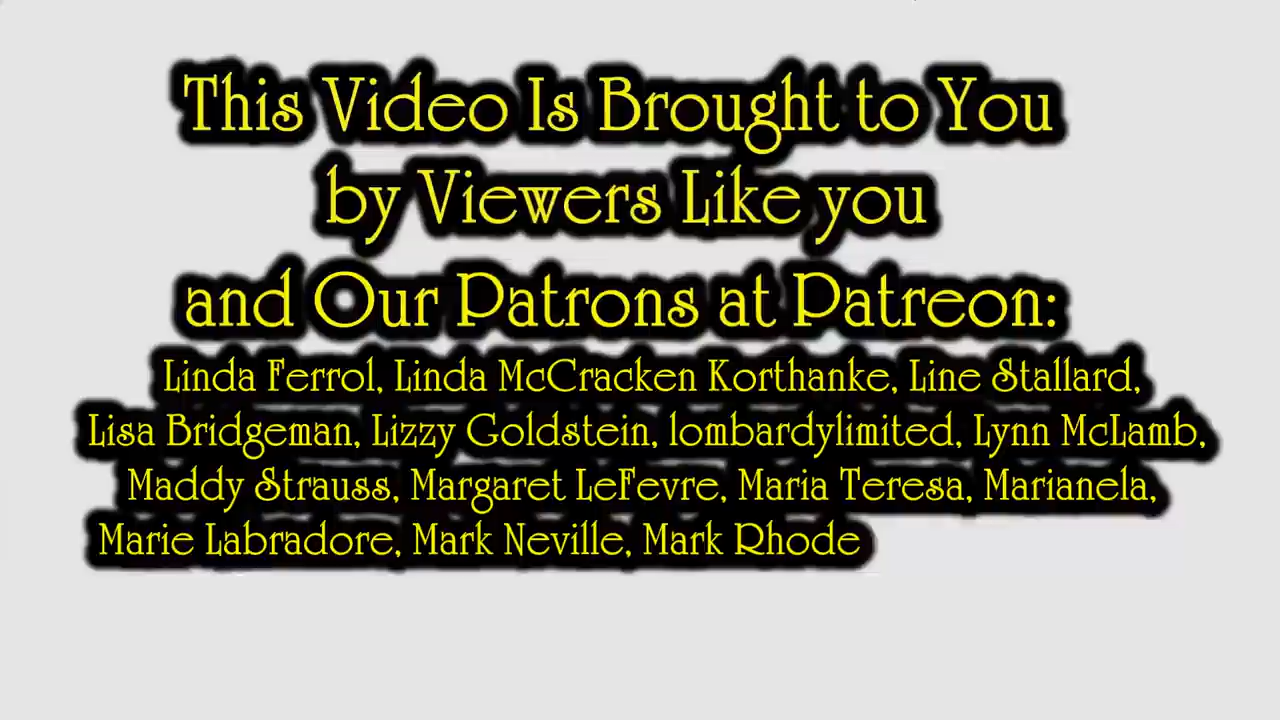 This Video Is Brought to You
by Viewers Like you
and Our Patrons at Patreon:
Linda Ferrol, Linda McCracken Korthanke, Line Stallard,
Lisa Bridgeman, Lizzy Goldstein, lombardylimited, Lynn McLamb,
Maddy Strauss, Margaret LeFevre, Maria Teresa, Marianela,
Marie Labradore, Mark Neville, Mark Rhode